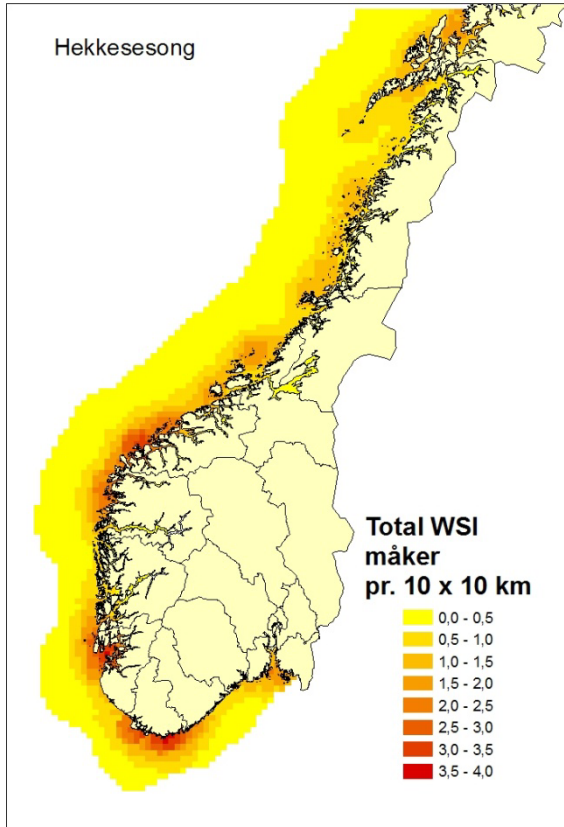 Hekkesesong
Total WSI
måker
pr. 10 x 10 km
0,0 - 0,5
0,5 - 1,0
1,0 - 1,5
1,5 - 2,0
2,0 - 2,5
2,5 - 3,0
3,0 - 3,5
3,5 - 4,0